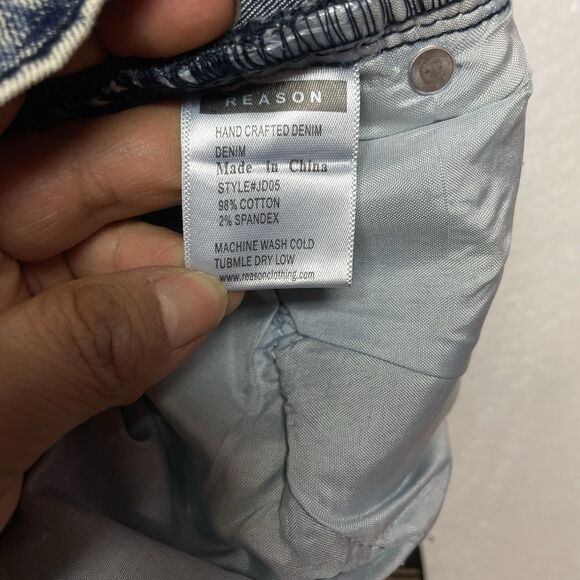 REASON
HAND CRAFTED DENIM
DENIM
Made in China
STYLE#JD05
98% COTTON
2% SPANDEX
MACHINE WASH COLD
TUBMLE DRY LOW
www.reasonclothing.com